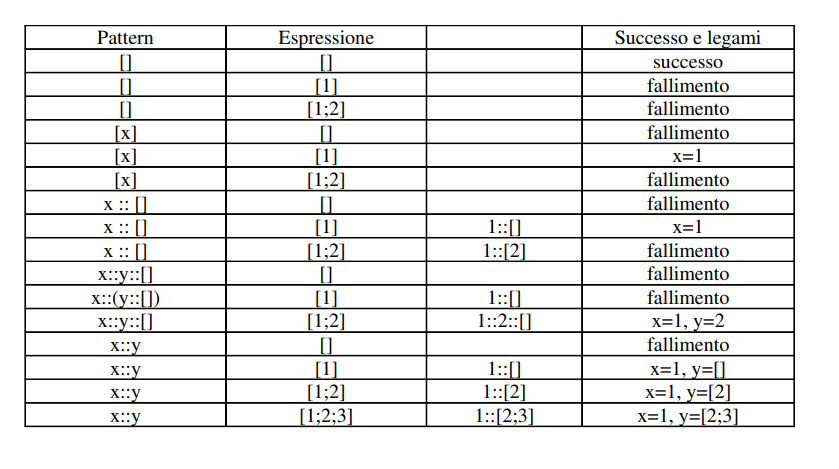 Pattern Espressione Successo e legami
[] [] successo
[] [1] fallimento
[] [1;2] fallimento
[x] [] fallimento
[x] [1] x=1
[x] [1;2] fallimento
x :: [] [] fallimento
x :: [] [1] 1::[] x=1
x :: [] [1;2] 1::[2] fallimento
x::y::[] [] fallimento
x::(y::[]) [1] 1::[] fallimento
x::y::[] [1;2] 1::2::[] x=1, y=2
x::y [] fallimento
x::y [1] 1::[] x=1, y=[]
x::y [1;2] 1::[2] x=1, y=[2]
x::y [1;2;3] 1::[2;3] x=1, y=[2;3]